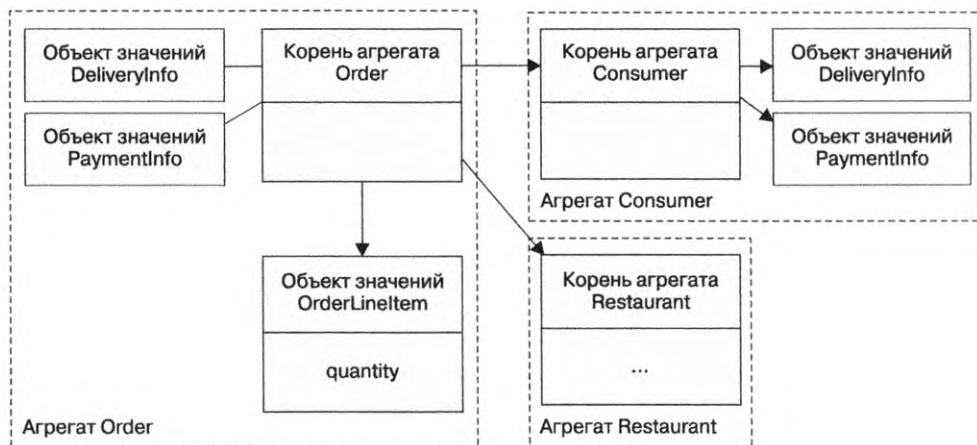 Объект значений
DeliveryInfo
Объект значений
PaymentInfo
Корень агрегата
Order
Объект значений
OrderLineItem
quantity
Агрегат Order
Корень агрегата
Consumer
Объект значений
DeliveryInfo
Объект значений
PaymentInfo
Агрегат Consumer
Корень агрегата
Restaurant
...
Агрегат Restaurant